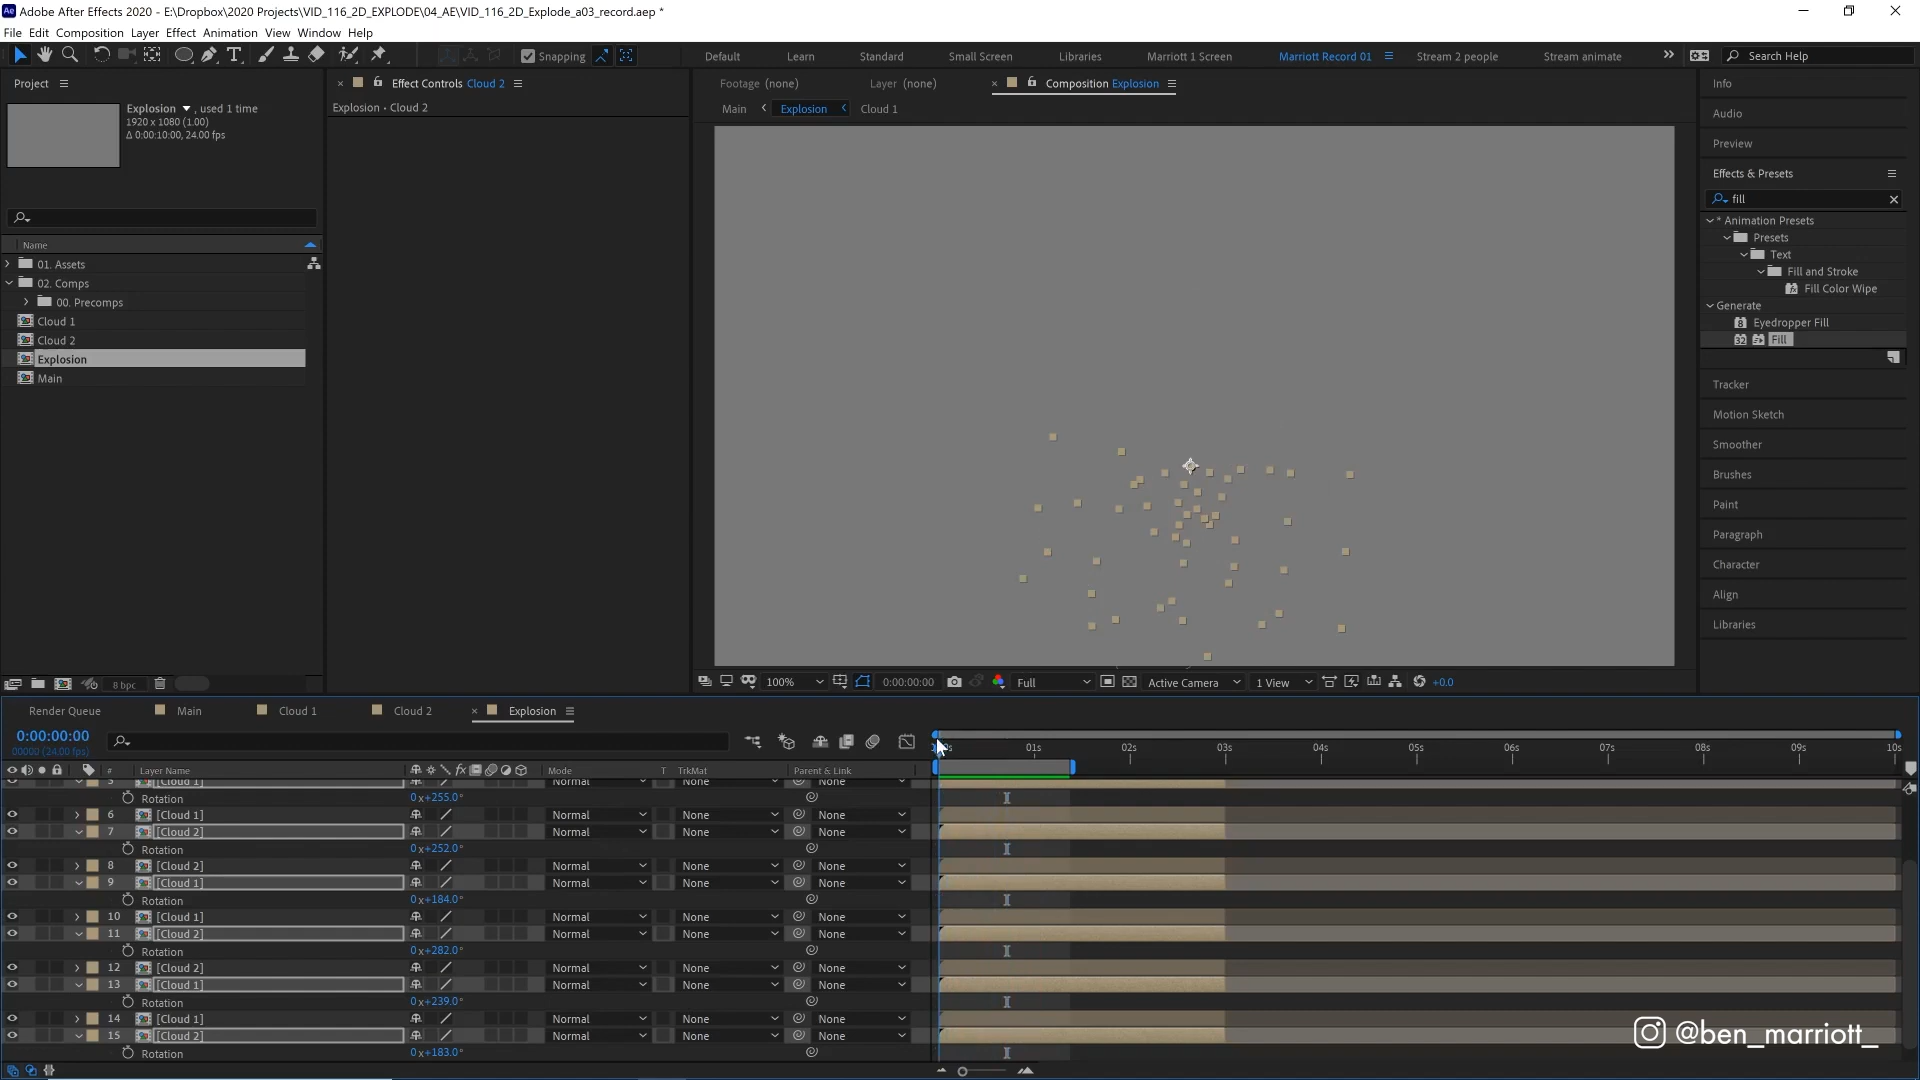 Adobe After Effects 2020 - E:\Dropbox\2020 Projects\VID_116_2D_EXPLODE\04_AE\VID_116_2D_Explode_a03_record.aep *
File Edit Composition Layer Effect Animation View Window Help
Snapping Default Learn Standard Small Screen Libraries Marriott 1 Screen Marriott Record 01 Stream 2 people Stream animate Search Help
Project
Explosion , used 1 time
1920 x 1080 (1.00)
Δ 0:00:10:00, 24.00 fps
Name
01. Assets
02. Comps
00. Precomps
Cloud 1
Cloud 2
Explosion
Main
8 bpc
Effect Controls Cloud 2
Explosion • Cloud 2
Footage (none) Layer (none) Composition Explosion
Main Explosion Cloud 1
100% 0:00:00:00 Full Active Camera 1 View +0.0
Info
Audio
Preview
Effects & Presets
fill
* Animation Presets
Presets
Text
Fill and Stroke
Fill Color Wipe
Generate
Eyedropper Fill
Fill
Tracker
Motion Sketch
Smoother
Brushes
Paint
Paragraph
Character
Align
Libraries
Render Queue Main Cloud 1 Cloud 2 Explosion
0:00:00:00
00000 (24.00 fps)
01s 02s 03s 04s 05s 06s 07s 08s 09s 10s
# Layer Name Mode T TrkMat Parent & Link
5 [Cloud 1] Normal None None
Rotation 0x+255.0°
6 [Cloud 1] Normal None None
7 [Cloud 2] Normal None None
Rotation 0x+252.0°
8 [Cloud 2] Normal None None
9 [Cloud 1] Normal None None
Rotation 0x+184.0°
10 [Cloud 1] Normal None None
11 [Cloud 2] Normal None None
Rotation 0x+282.0°
12 [Cloud 2] Normal None None
13 [Cloud 1] Normal None None
Rotation 0x+239.0°
14 [Cloud 1] Normal None None
15 [Cloud 2] Normal None None
Rotation 0x+183.0°
@ben_marriott_